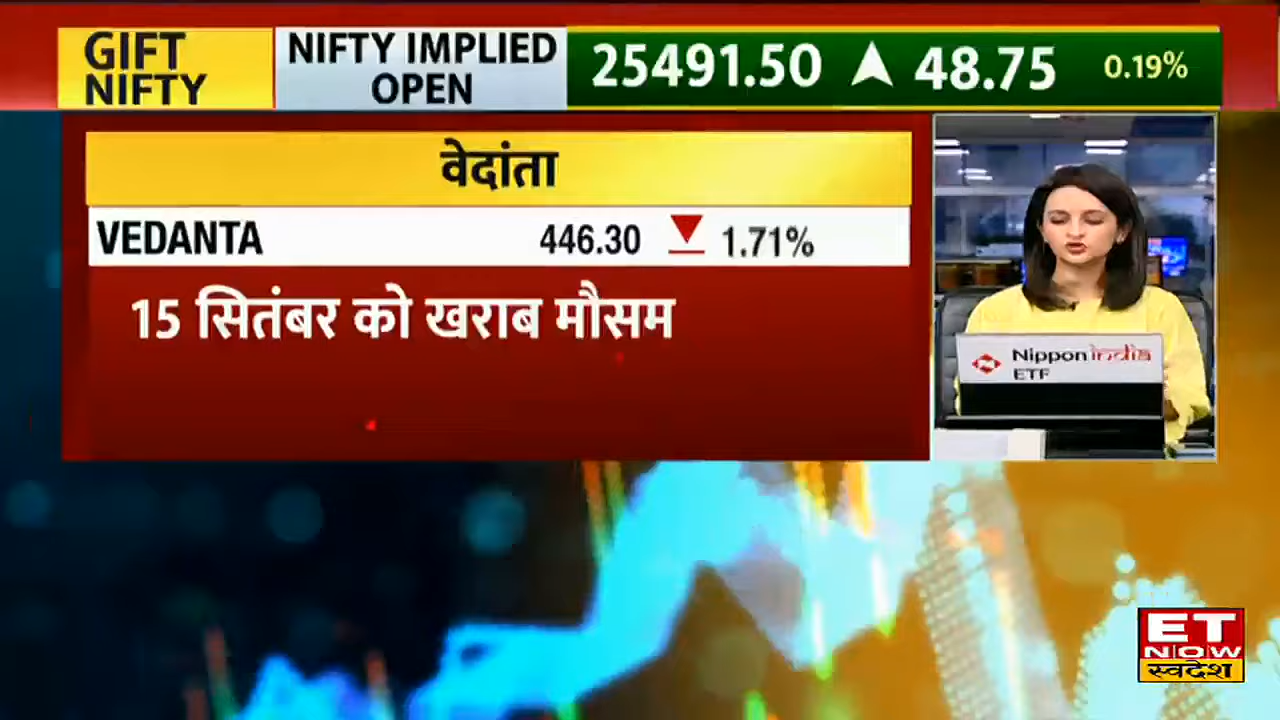 GIFT
NIFTY
NIFTY IMPLIED
OPEN
25491.50 48.75 0.19%
वेदांता
VEDANTA 446.30 1.71%
15 सितंबर को खराब मौसम
Nippon india
ETF
ET
NOW
स्वदेश